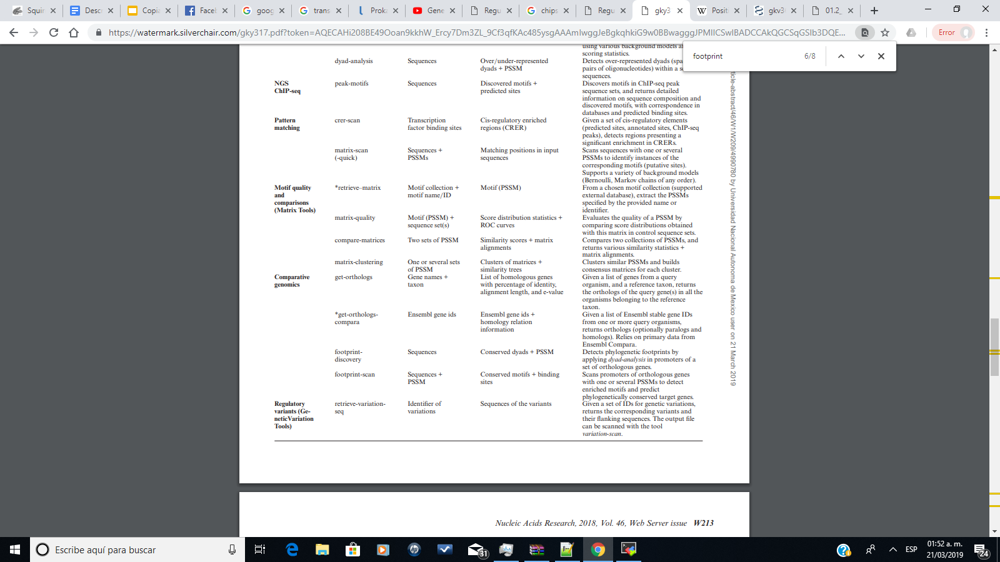 Squir
Desc
Copia
Faceb
goog
trans
Proka
Gene
Regu
chips
Regu
gky3
Posit
gkv3
01.2_
https://watermark.silverchair.com/gky317.pdf?token=AQECAHi208BE49Ooan9kkhW_Ercy7Dm3ZL_9Cf3qfKAc485ysgAAAmIwggJeBgkqhkiG9w0BBwagggJPMIICSwIBADCCAkQGCSqGSIb3DQE...
Error
footprint 6/8
using various background models a
scoring statistics.
dyad-analysis
Sequences
Over/under-represented
dyads + PSSM
Detects over-represented dyads (spa
pairs of oligonucleotides) within a s
sequences.
NGS
ChIP-seq
peak-motifs
Sequences
Discovered motifs +
predicted sites
Discovers motifs in ChIP-seq peak
sequence sets, and returns detailed
information on sequence composition and
discovered motifs, with correspondence in
databases and predicted binding sites.
Pattern
matching
crer-scan
Transcription
factor binding sites
Cis-regulatory enriched
regions (CRER)
Given a set of cis-regulatory elements
(predicted sites, annotated sites, ChIP-seq
peaks), detects regions presenting a
significant enrichment in CRERs.
matrix-scan
(-quick)
Sequences +
PSSMs
Matching positions in input
sequences
Scans sequences with one or several
PSSMs to identify instances of the
corresponding motifs (putative sites).
Supports a variety of background models
(Bernoulli, Markov chains of any order).
Motif quality
and
comparisons
(Matrix Tools)
*retrieve–matrix
Motif collection +
motif name/ID
Motif (PSSM)
From a chosen motif collection (supported
external database), extract the PSSMs
specified by the provided name or
identifier.
matrix-quality
Motif (PSSM) +
sequence set(s)
Score distribution statistics +
ROC curves
Evaluates the quality of a PSSM by
comparing score distributions obtained
with this matrix in control sequence sets.
compare-matrices
Two sets of PSSM
Similarity scores + matrix
alignments
Compares two collections of PSSMs, and
returns various similarity statistics +
matrix alignments.
matrix-clustering
One or several sets
of PSSM
Clusters of matrices +
similarity trees
Clusters similar PSSMs and builds
consensus matrices for each cluster.
Comparative
genomics
get-orthologs
Gene names +
taxon
List of homologous genes
with percentage of identity,
alignment length, and e-value
Given a list of genes from a query
organism, and a reference taxon, returns
the orthologs of the query gene(s) in all the
organisms belonging to the reference
taxon.
*get-orthologs-
compara
Ensembl gene ids
Ensembl gene ids +
homology relation
information
Given a list of Ensembl stable gene IDs
from one or more query organisms,
returns orthologs (optionally paralogs and
homologs). Relies on primary data from
Ensembl Compara.
footprint-
discovery
Sequences
Conserved dyads + PSSM
Detects phylogenetic footprints by
applying dyad-analysis in promoters of a
set of orthologous genes.
footprint-scan
Sequences +
PSSM
Conserved motifs + binding
sites
Scans promoters of orthologous genes
with one or several PSSMs to detect
enriched motifs and predict
phylogenetically conserved target genes.
Regulatory
variants (Ge-
neticVariation
Tools)
retrieve-variation-
seq
Identifier of
variations
Sequences of the variants
Given a set of IDs for genetic variations,
returns the corresponding variants and
their flanking sequences. The output file
can be scanned with the tool
variation-scan.
ticle-abstract/46/W1/W209/4990780 by Universidad Nacional Autonoma de Mexico user on 21 March 2019
Nucleic Acids Research, 2018, Vol. 46, Web Server issue W213
Escribe aquí para buscar
31
ESP
01:52 a. m.
21/03/2019
24